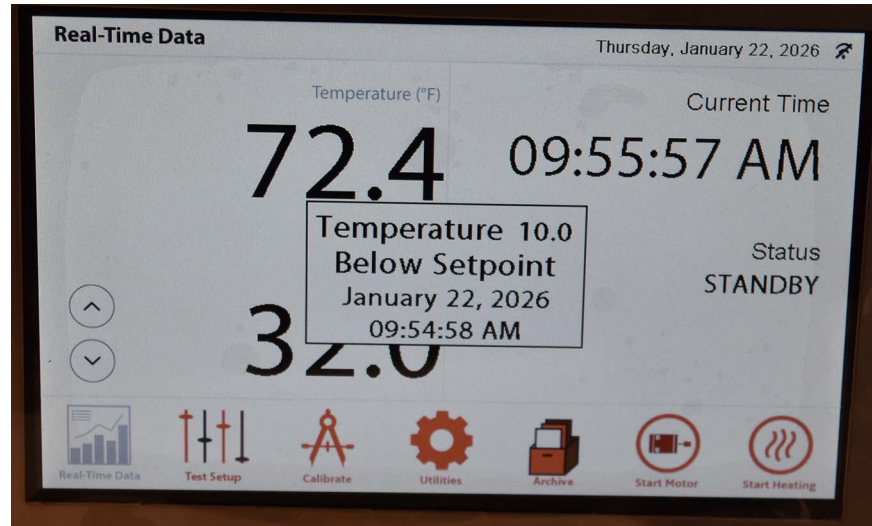 Real-Time Data
Thursday, January 22, 2026
Temperature (°F)
72.4
Current Time
09:55:57 AM
Temperature 10.0
Below Setpoint
January 22, 2026
09:54:58 AM
Status
STANDBY
32.0
Real-Time Data
Test Setup
Calibrate
Utilities
Archive
Start Motor
Start Heating